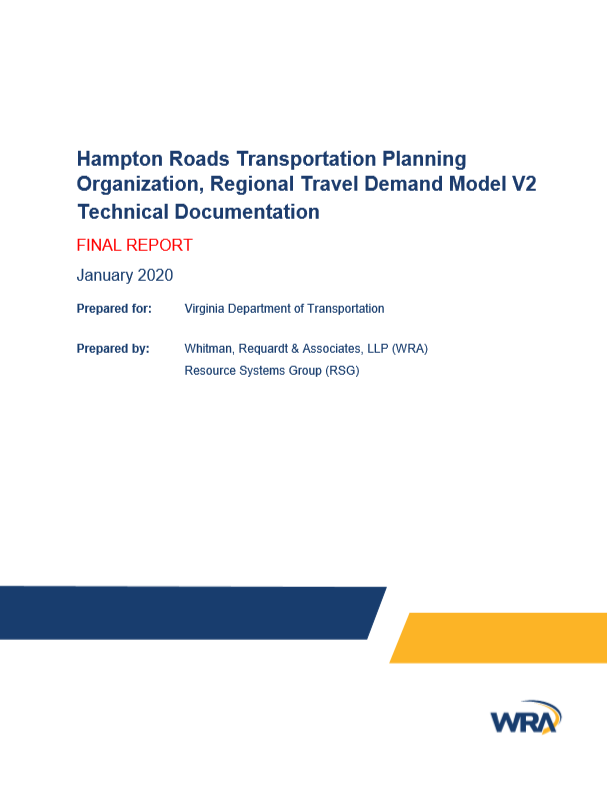 Hampton Roads Transportation Planning
Organization, Regional Travel Demand Model V2
Technical Documentation
FINAL REPORT
January 2020
Prepared for: Virginia Department of Transportation
Prepared by: Whitman, Requardt & Associates, LLP (WRA)
Resource Systems Group (RSG)
WRA